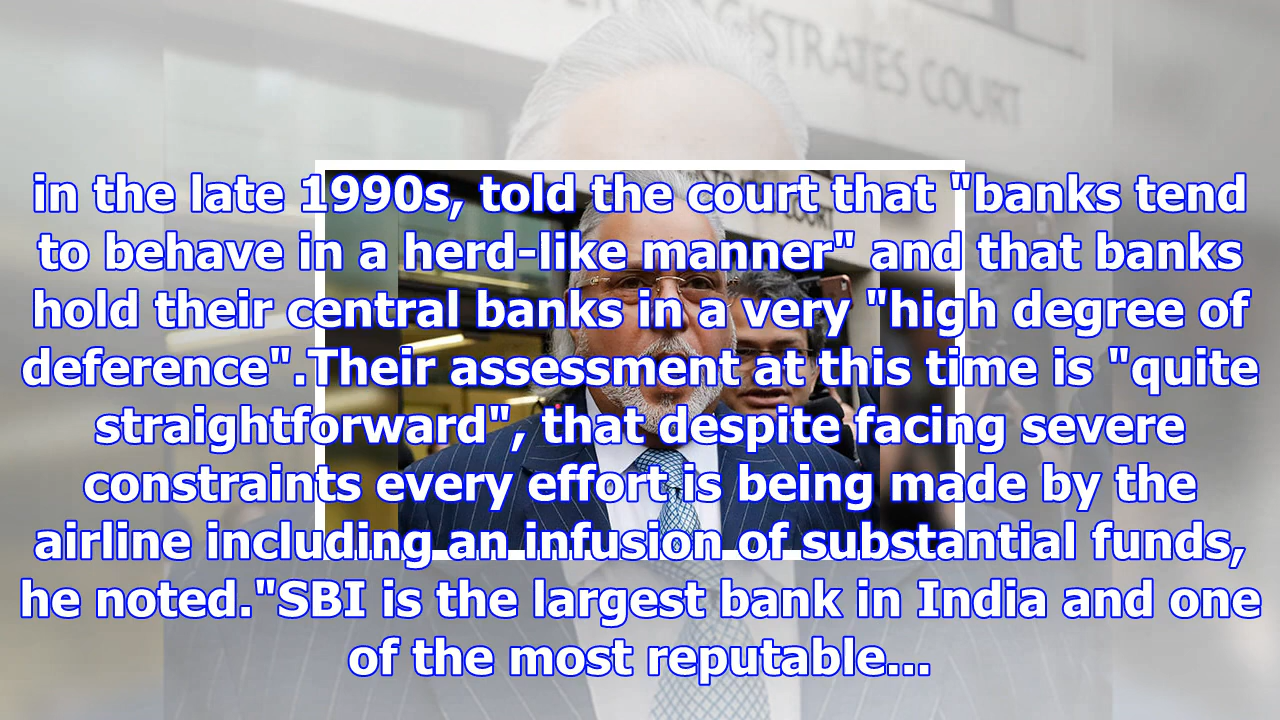 STRATES COURT
in the late 1990s, told the court that "banks tend
to behave in a herd-like manner" and that banks
hold their central banks in a very "high degree of
deference".Their assessment at this time is "quite
straightforward", that despite facing severe
constraints every effort is being made by the
airline including an infusion of substantial funds,
he noted."SBI is the largest bank in India and one
of the most reputable...